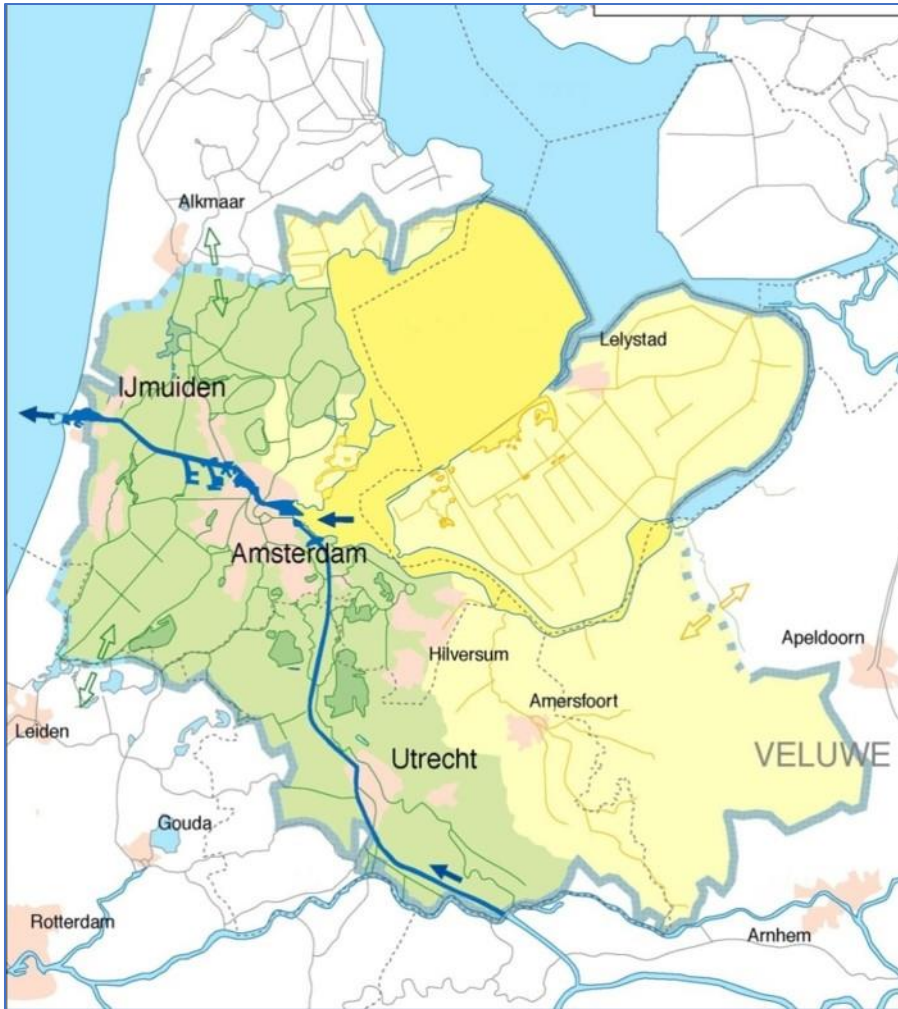 Alkmaar
Lelystad
IJmuiden
Amsterdam
Apeldoorn
Hilversum
Amersfoort
Leiden
Utrecht
VELUWE
Gouda
Rotterdam
Arnhem